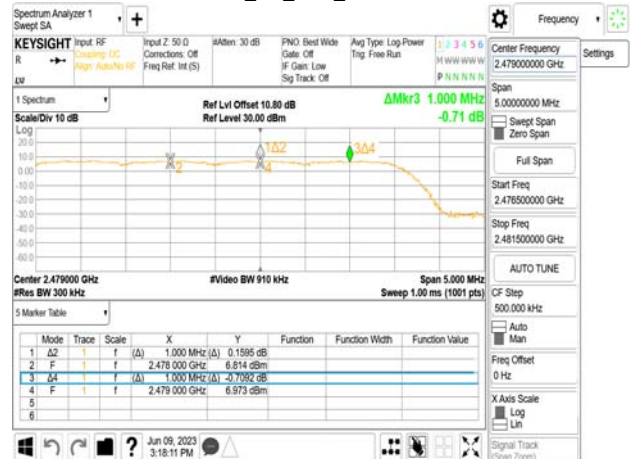 Spectrum Analyzer 1
Swept SA
+
Frequency
KEYSIGHT
R
LXI
Input: RF
Coupling: DC
Align: Auto/No RF
Input Z: 50 Ω
Corrections: Off
Freq Ref: Int (S)
#Atten: 30 dB
PNO: Best Wide
Gate: Off
IF Gain: Low
Sig Track: Off
Avg Type: Log-Power
Trig: Free Run
1 2 3 4 5 6
M W W W W W
P N N N N N
Center Frequency
2.479000000 GHz
Settings
1 Spectrum
Scale/Div 10 dB
Ref Lvl Offset 10.80 dB
Ref Level 30.00 dBm
ΔMkr3 1.000 MHz
-0.71 dB
Span
5.00000000 MHz
Swept Span
Zero Span
Full Span
Log
20.0
10.0
0.00
-10.0
-20.0
-30.0
-40.0
-50.0
-60.0
X2
1Δ2
X4
3Δ4
Start Freq
2.476500000 GHz
Stop Freq
2.481500000 GHz
AUTO TUNE
Center 2.479000 GHz
#Res BW 300 kHz
#Video BW 910 kHz
Span 5.000 MHz
Sweep 1.00 ms (1001 pts)
CF Step
500.000 kHz
Auto
Man
5 Marker Table
Mode Trace Scale X Y Function Function Width Function Value
1 Δ2 1 f (Δ) 1.000 MHz (Δ) 0.1595 dB
2 F 1 f 2.478 000 GHz 6.814 dBm
3 Δ4 1 f (Δ) 1.000 MHz (Δ) -0.7092 dB
4 F 1 f 2.479 000 GHz 6.973 dBm
5
6
Freq Offset
0 Hz
X Axis Scale
Log
Lin
Signal Track
(Span Zoom)
?
Jun 09, 2023
3:18:11 PM